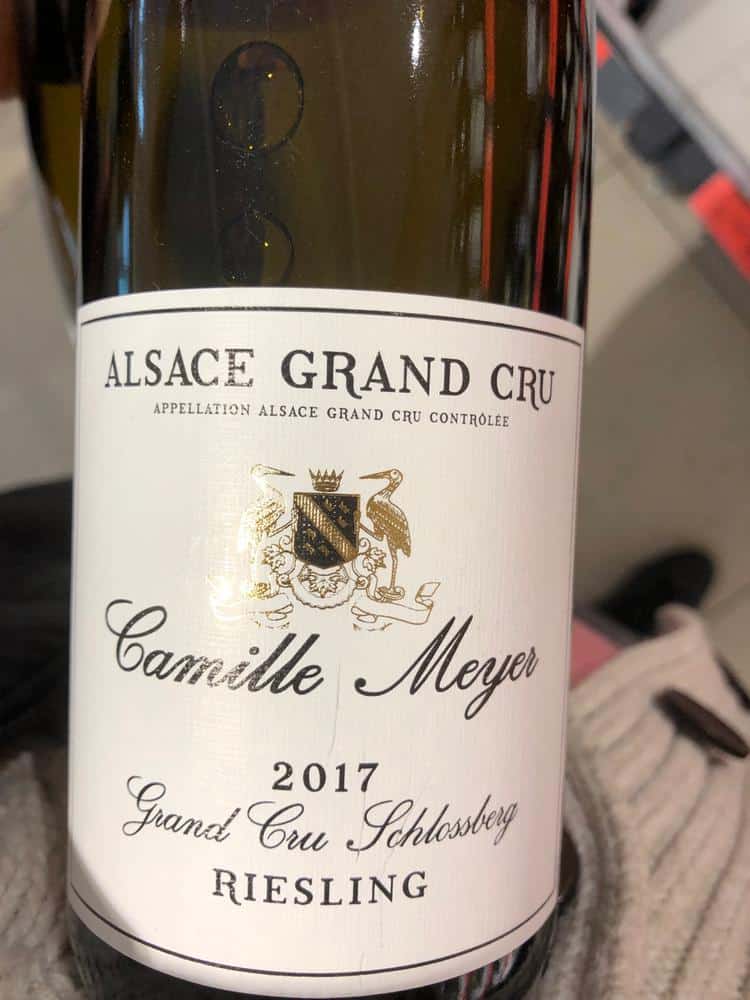 ALSACE GRAND CRU
APPELLATION ALSACE GRAND CRU CONTRÔLÉE
Camille Meyer
2017
Grand Cru Schlossberg
RIESLING